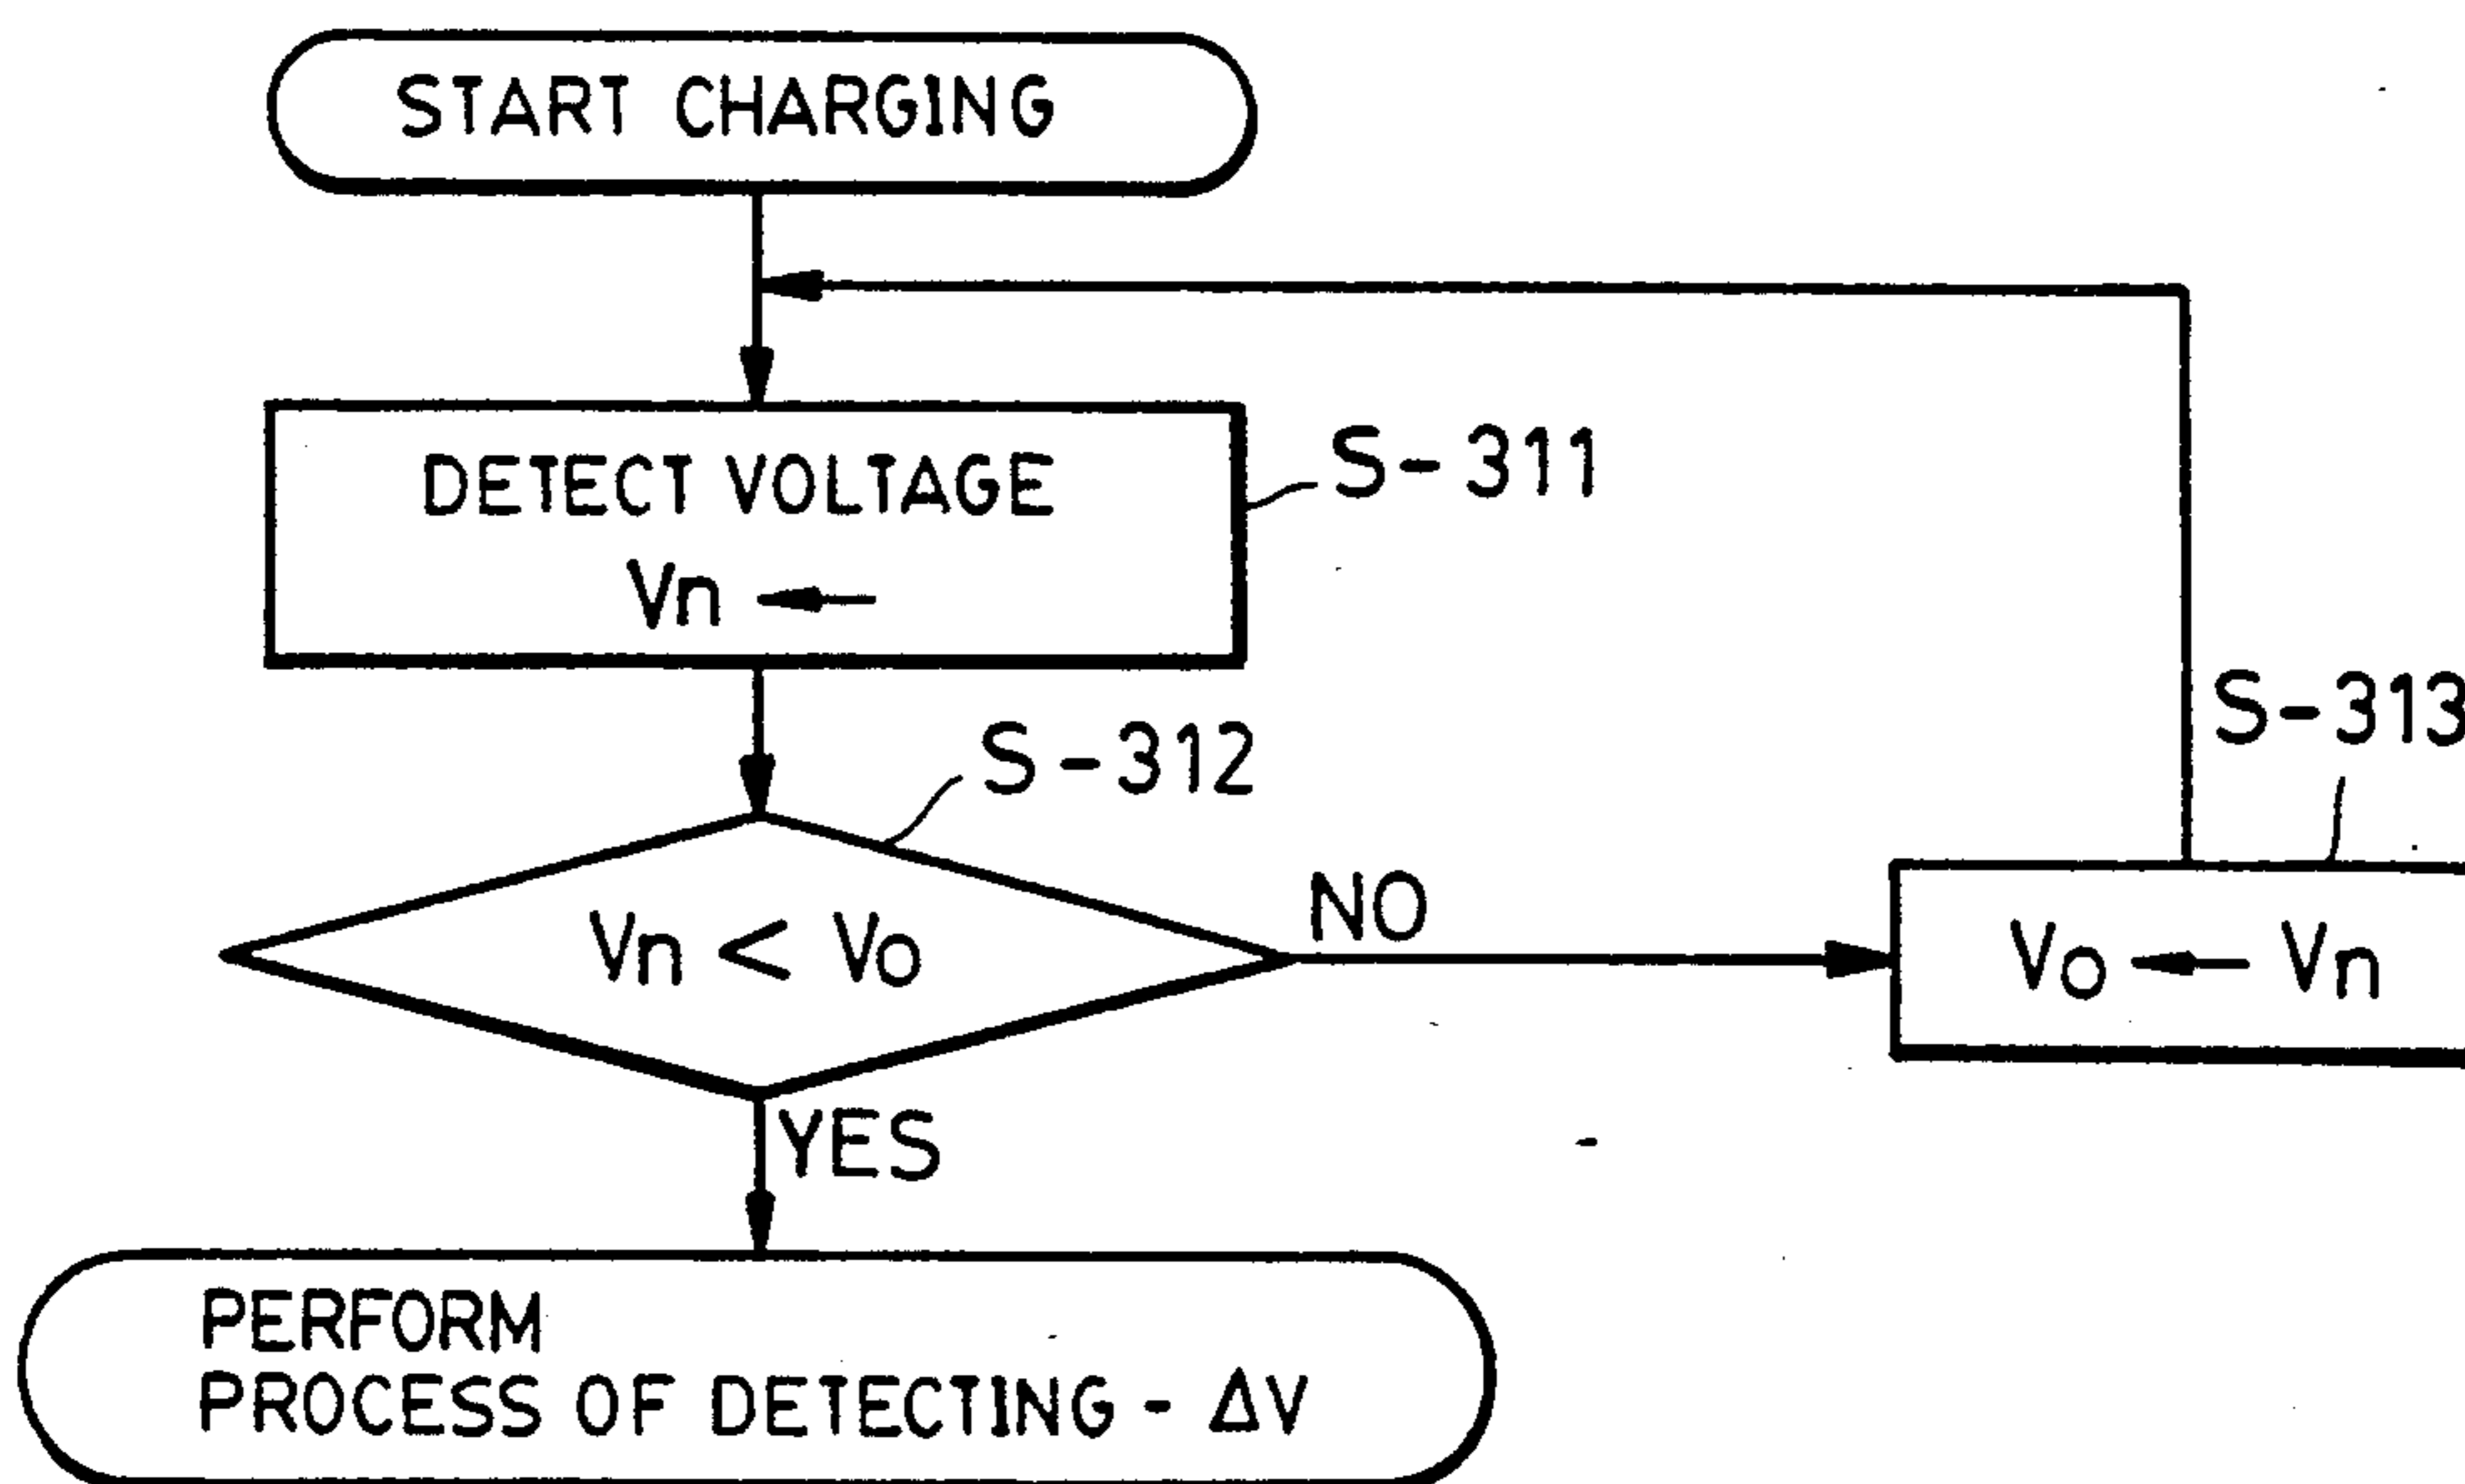 START CHARGING
DETECT VOLTAGE
Vn ←
S-311
S-312
Vn < Vo
NO
S-313
Vo ← Vn
YES
PERFORM
PROCESS OF DETECTING - ΔV